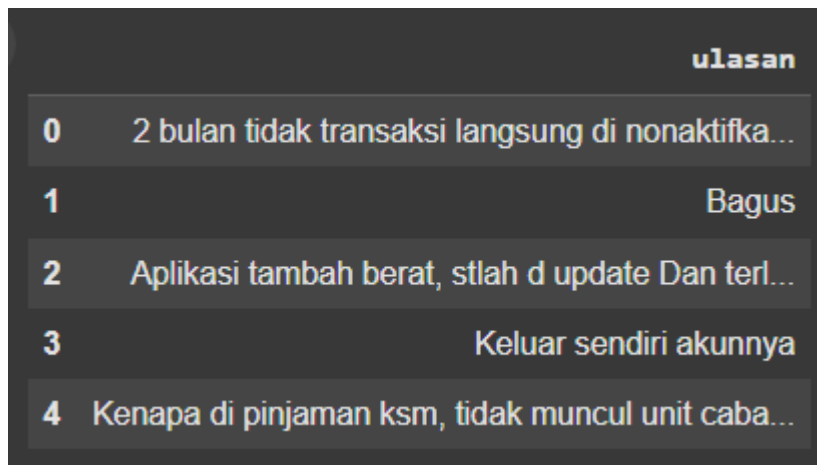 ulasan
0 2 bulan tidak transaksi langsung di nonaktifka...
1 Bagus
2 Aplikasi tambah berat, stlah d update Dan terl...
3 Keluar sendiri akunnya
4 Kenapa di pinjaman ksm, tidak muncul unit caba...